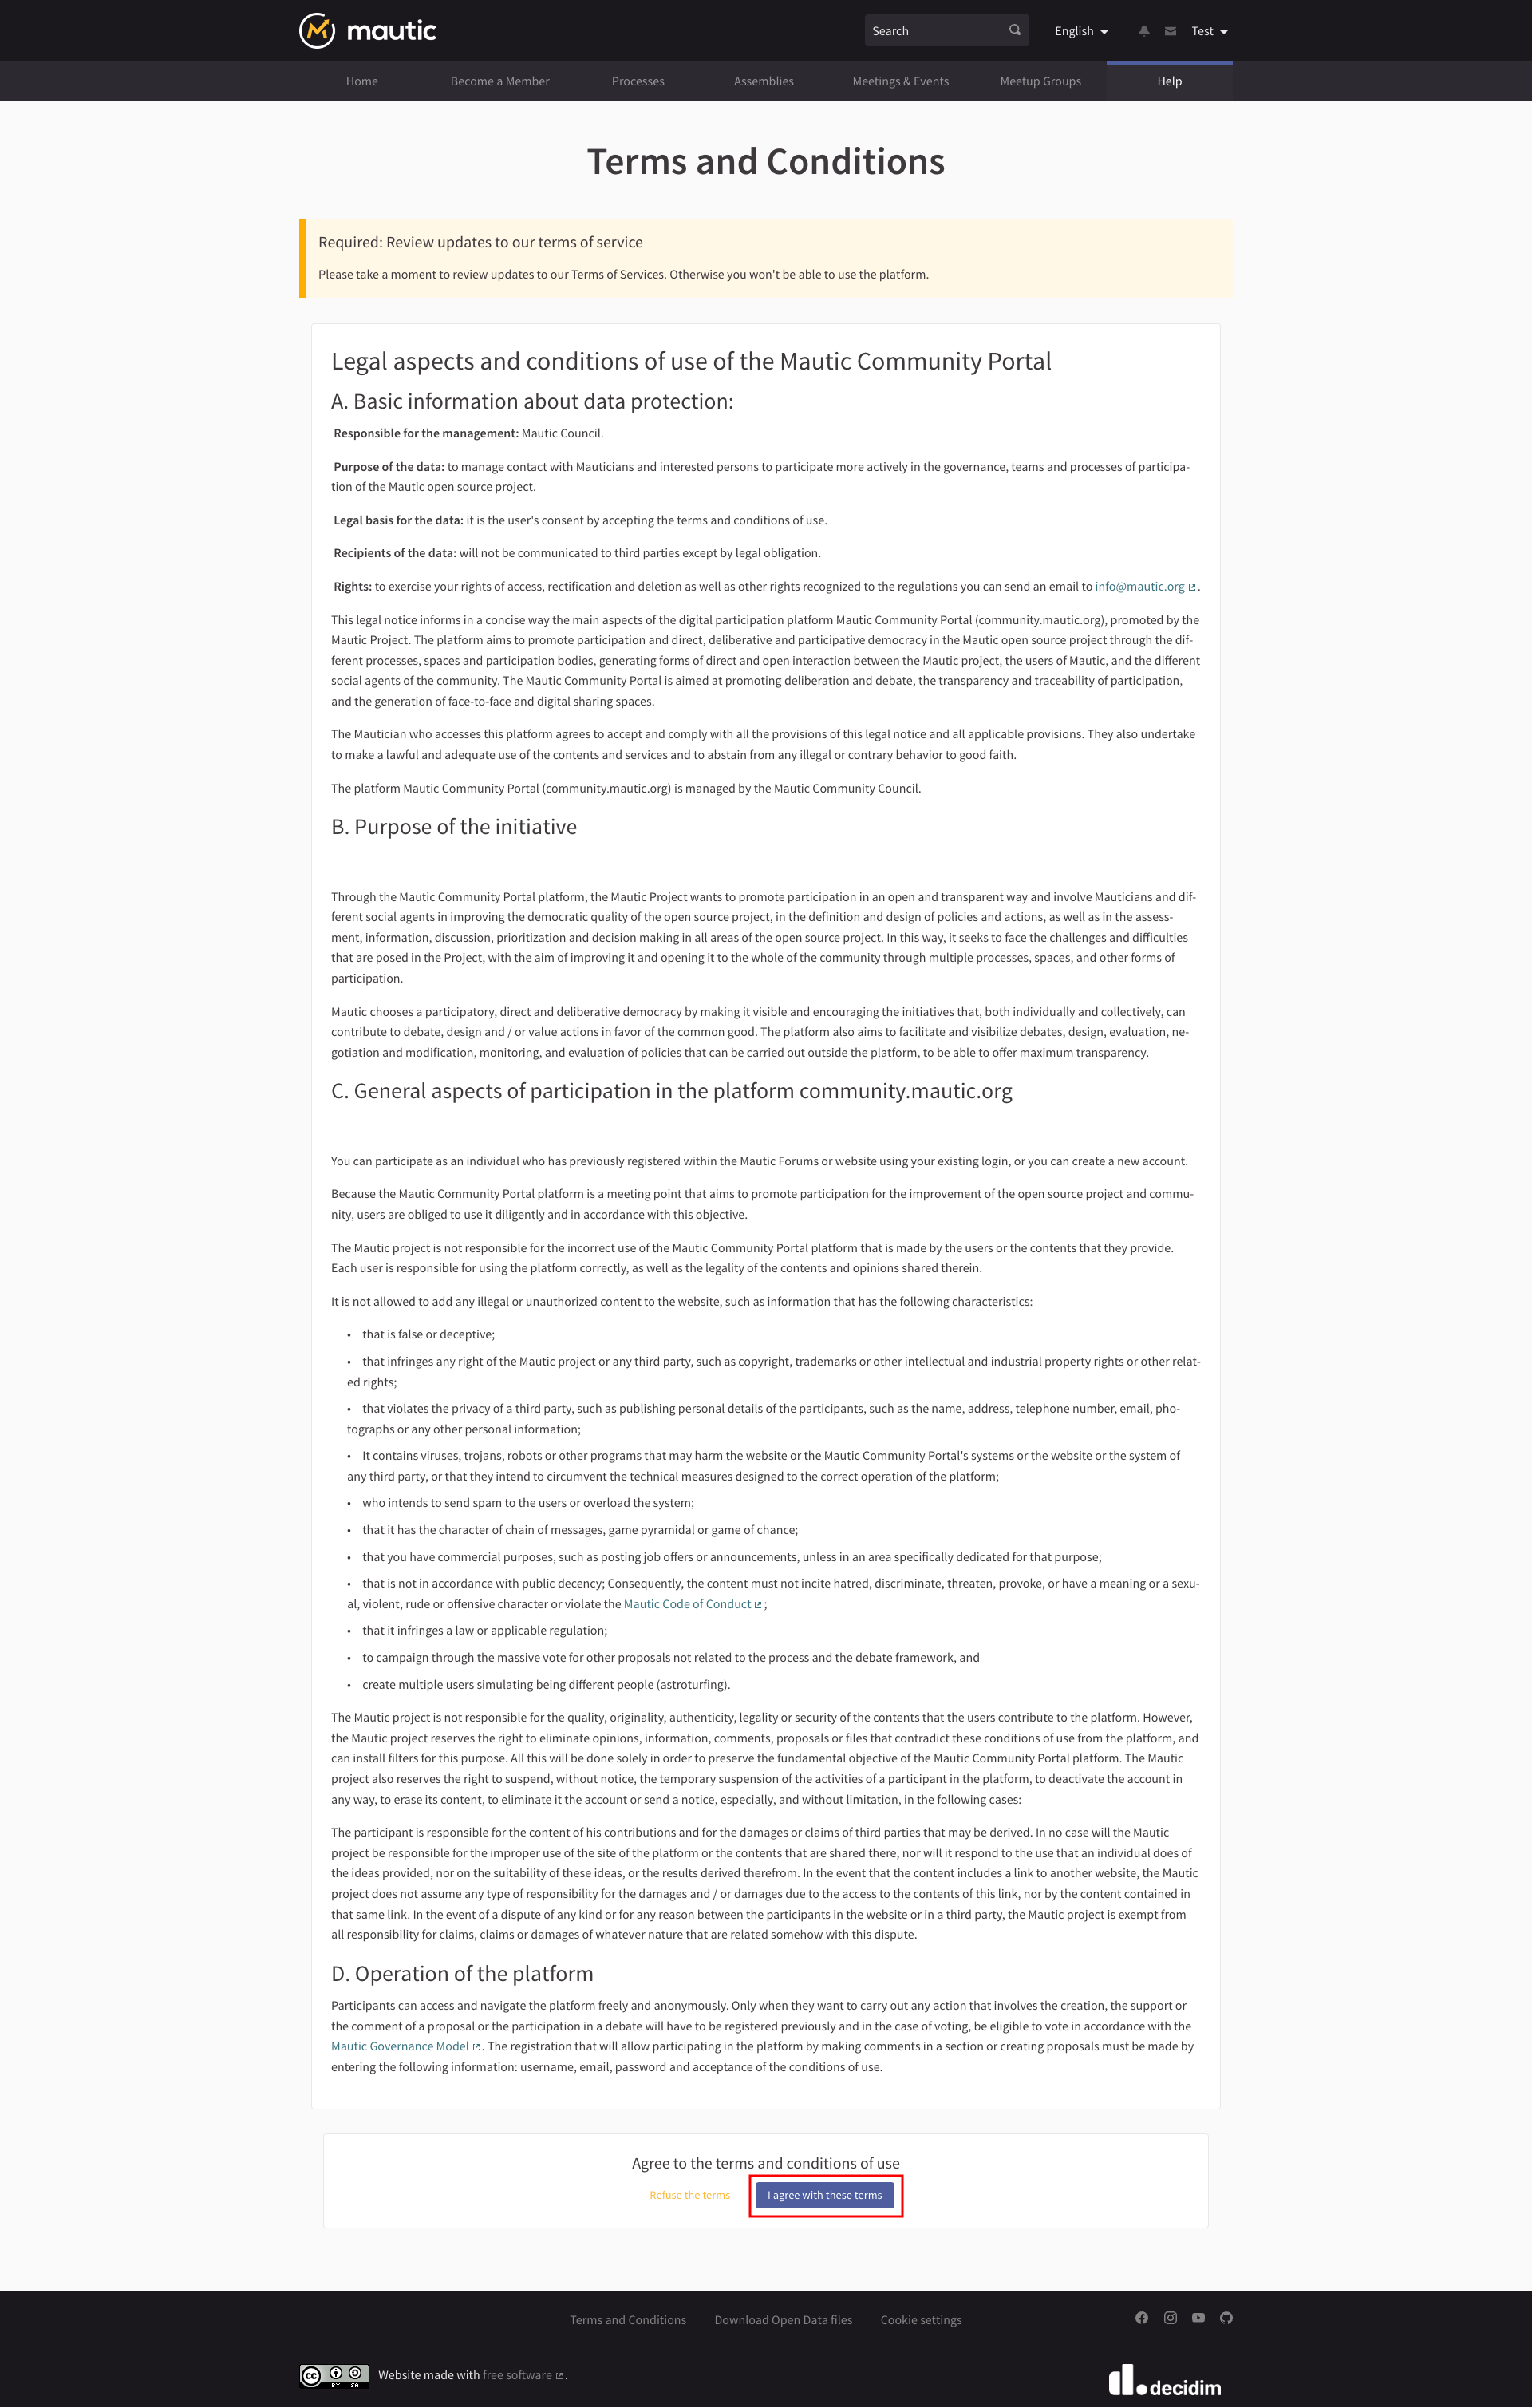 mautic
Search
English
Test
Home
Become a Member
Processes
Assemblies
Meetings & Events
Meetup Groups
Help
Terms and Conditions
Required: Review updates to our terms of service
Please take a moment to review updates to our Terms of Services. Otherwise you won't be able to use the platform.
Legal aspects and conditions of use of the Mautic Community Portal
A. Basic information about data protection:
Responsible for the management: Mautic Council.
Purpose of the data: to manage contact with Mauticians and interested persons to participate more actively in the governance, teams and processes of participa-
tion of the Mautic open source project.
Legal basis for the data: it is the user's consent by accepting the terms and conditions of use.
Recipients of the data: will not be communicated to third parties except by legal obligation.
Rights: to exercise your rights of access, rectification and deletion as well as other rights recognized to the regulations you can send an email to info@mautic.org .
This legal notice informs in a concise way the main aspects of the digital participation platform Mautic Community Portal (community.mautic.org), promoted by the
Mautic Project. The platform aims to promote participation and direct, deliberative and participative democracy in the Mautic open source project through the dif-
ferent processes, spaces and participation bodies, generating forms of direct and open interaction between the Mautic project, the users of Mautic, and the different
social agents of the community. The Mautic Community Portal is aimed at promoting deliberation and debate, the transparency and traceability of participation,
and the generation of face-to-face and digital sharing spaces.
The Mautician who accesses this platform agrees to accept and comply with all the provisions of this legal notice and all applicable provisions. They also undertake
to make a lawful and adequate use of the contents and services and to abstain from any illegal or contrary behavior to good faith.
The platform Mautic Community Portal (community.mautic.org) is managed by the Mautic Community Council.
B. Purpose of the initiative
Through the Mautic Community Portal platform, the Mautic Project wants to promote participation in an open and transparent way and involve Mauticians and dif-
ferent social agents in improving the democratic quality of the open source project, in the definition and design of policies and actions, as well as in the assess-
ment, information, discussion, prioritization and decision making in all areas of the open source project. In this way, it seeks to face the challenges and difficulties
that are posed in the Project, with the aim of improving it and opening it to the whole of the community through multiple processes, spaces, and other forms of
participation.
Mautic chooses a participatory, direct and deliberative democracy by making it visible and encouraging the initiatives that, both individually and collectively, can
contribute to debate, design and / or value actions in favor of the common good. The platform also aims to facilitate and visibilize debates, design, evaluation, ne-
gotiation and modification, monitoring, and evaluation of policies that can be carried out outside the platform, to be able to offer maximum transparency.
C. General aspects of participation in the platform community.mautic.org
You can participate as an individual who has previously registered within the Mautic Forums or website using your existing login, or you can create a new account.
Because the Mautic Community Portal platform is a meeting point that aims to promote participation for the improvement of the open source project and commu-
nity, users are obliged to use it diligently and in accordance with this objective.
The Mautic project is not responsible for the incorrect use of the Mautic Community Portal platform that is made by the users or the contents that they provide.
Each user is responsible for using the platform correctly, as well as the legality of the contents and opinions shared therein.
It is not allowed to add any illegal or unauthorized content to the website, such as information that has the following characteristics:
• that is false or deceptive;
• that infringes any right of the Mautic project or any third party, such as copyright, trademarks or other intellectual and industrial property rights or other relat-
ed rights;
• that violates the privacy of a third party, such as publishing personal details of the participants, such as the name, address, telephone number, email, pho-
tographs or any other personal information;
• It contains viruses, trojans, robots or other programs that may harm the website or the Mautic Community Portal's systems or the website or the system of
any third party, or that they intend to circumvent the technical measures designed to the correct operation of the platform;
• who intends to send spam to the users or overload the system;
• that it has the character of chain of messages, game pyramidal or game of chance;
• that you have commercial purposes, such as posting job offers or announcements, unless in an area specifically dedicated for that purpose;
• that is not in accordance with public decency; Consequently, the content must not incite hatred, discriminate, threaten, provoke, or have a meaning or a sexu-
al, violent, rude or offensive character or violate the Mautic Code of Conduct ;
• that it infringes a law or applicable regulation;
• to campaign through the massive vote for other proposals not related to the process and the debate framework, and
• create multiple users simulating being different people (astroturfing).
The Mautic project is not responsible for the quality, originality, authenticity, legality or security of the contents that the users contribute to the platform. However,
the Mautic project reserves the right to eliminate opinions, information, comments, proposals or files that contradict these conditions of use from the platform, and
can install filters for this purpose. All this will be done solely in order to preserve the fundamental objective of the Mautic Community Portal platform. The Mautic
project also reserves the right to suspend, without notice, the temporary suspension of the activities of a participant in the platform, to deactivate the account in
any way, to erase its content, to eliminate it the account or send a notice, especially, and without limitation, in the following cases:
The participant is responsible for the content of his contributions and for the damages or claims of third parties that may be derived. In no case will the Mautic
project be responsible for the improper use of the site of the platform or the contents that are shared there, nor will it respond to the use that an individual does of
the ideas provided, nor on the suitability of these ideas, or the results derived therefrom. In the event that the content includes a link to another website, the Mautic
project does not assume any type of responsibility for the damages and / or damages due to the access to the contents of this link, nor by the content contained in
that same link. In the event of a dispute of any kind or for any reason between the participants in the website or in a third party, the Mautic project is exempt from
all responsibility for claims, claims or damages of whatever nature that are related somehow with this dispute.
D. Operation of the platform
Participants can access and navigate the platform freely and anonymously. Only when they want to carry out any action that involves the creation, the support or
the comment of a proposal or the participation in a debate will have to be registered previously and in the case of voting, be eligible to vote in accordance with the
Mautic Governance Model . The registration that will allow participating in the platform by making comments in a section or creating proposals must be made by
entering the following information: username, email, password and acceptance of the conditions of use.
Agree to the terms and conditions of use
Refuse the terms
I agree with these terms
Terms and Conditions
Download Open Data files
Cookie settings
cc BY SA
Website made with free software .
decidim